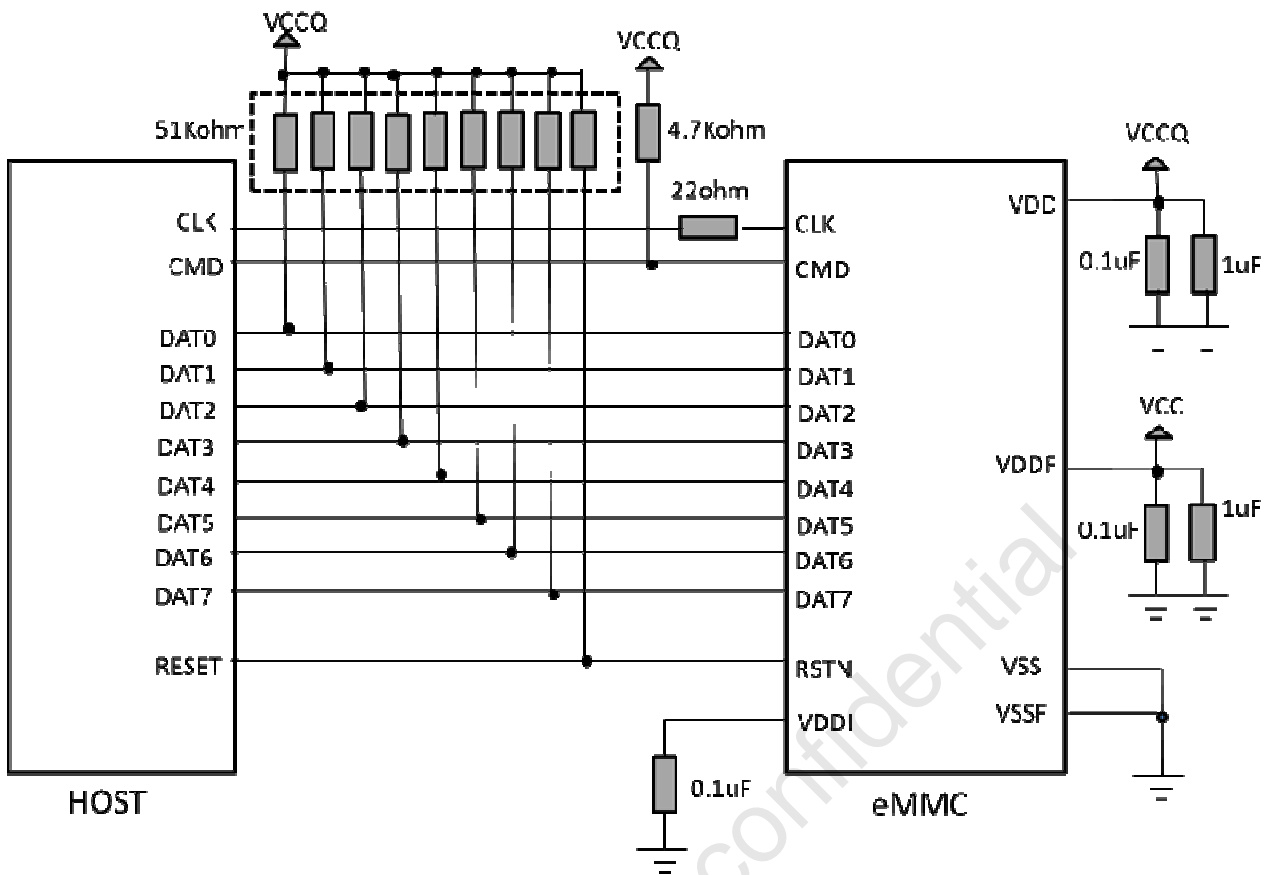 VCCQ
VCCQ
51Kohm
4.7Kohm
VCCQ
22ohm
CLK
CMD
DAT0
DAT1
DAT2
DAT3
DAT4
DAT5
DAT6
DAT7
RESET
HOST
CLK
CMD
DAT0
DAT1
DAT2
DAT3
DAT4
DAT5
DAT6
DAT7
RSTN
VDDI
0.1uF
eMMC
VDD
0.1uF
1uF
VCC
VDDF
0.1uF
1uF
VSS
VSSF
confidential